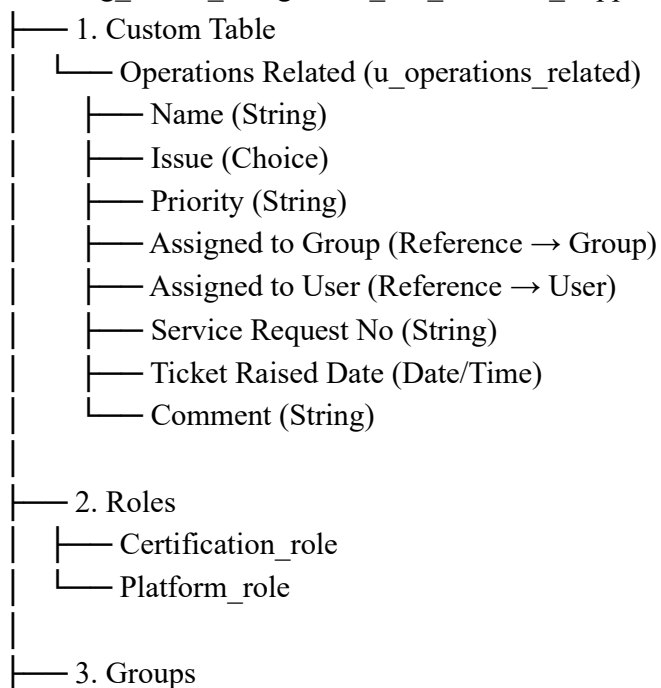 ├── 1. Custom Table
│ └── Operations Related (u_operations_related)
│ ├── Name (String)
│ ├── Issue (Choice)
│ ├── Priority (String)
│ ├── Assigned to Group (Reference → Group)
│ ├── Assigned to User (Reference → User)
│ ├── Service Request No (String)
│ ├── Ticket Raised Date (Date/Time)
│ └── Comment (String)
│
├── 2. Roles
│ ├── Certification_role
│ └── Platform_role
│
├── 3. Groups